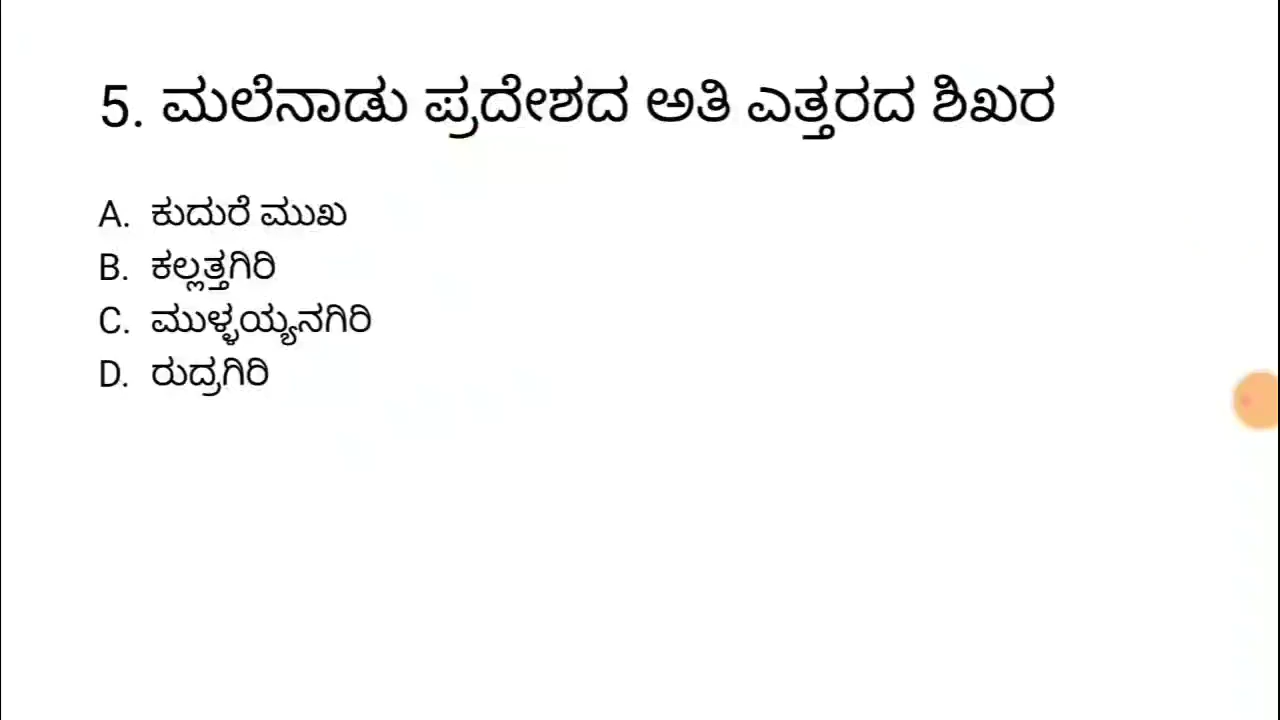 5. ಮಲೆನಾಡು ಪ್ರದೇಶದ ಅತಿ ಎತ್ತರದ ಶಿಖರ
A. ಕುದುರೆ ಮುಖ
B. ಕಲ್ಲತ್ತಗಿರಿ
C. ಮುಳ್ಳಯ್ಯನಗಿರಿ
D. ರುದ್ರಗಿರಿ